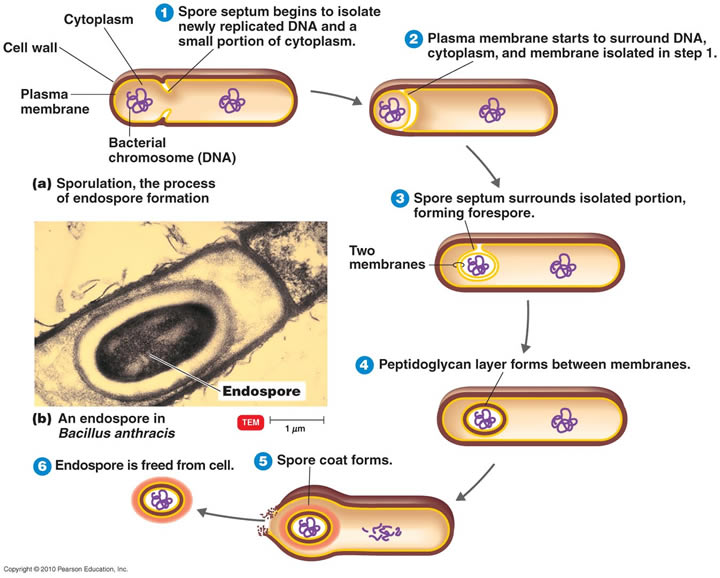 Cytoplasm
Cell wall
Plasma
membrane
1 Spore septum begins to isolate
newly replicated DNA and a
small portion of cytoplasm.
2 Plasma membrane starts to surround DNA,
cytoplasm, and membrane isolated in step 1.
Bacterial
chromosome (DNA)
(a) Sporulation, the process
of endospore formation
3 Spore septum surrounds isolated portion,
forming forespore.
Two
membranes
Endospore
4 Peptidoglycan layer forms between membranes.
(b) An endospore in
Bacillus anthracis
TEM
1 µm
6 Endospore is freed from cell.
5 Spore coat forms.
Copyright © 2010 Pearson Education, Inc.